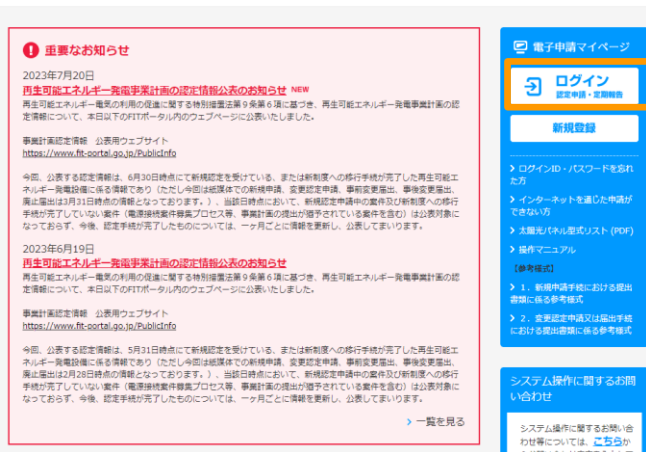 重要なお知らせ
2023年7月20日
再生可能エネルギー発電事業計画の認定情報公表のお知らせ NEW
再生可能エネルギー電気の利用の促進に関する特別措置法第9条第6項に基づき、再生可能エネルギー発電事業計画の認
定情報について、本日以下のFITポータル内のウェブページに公表いたしました。
事業計画認定情報 公表用ウェブサイト
https://www.fit-portal.go.jp/PublicInfo
今回、公表する認定情報は、6月30日時点にて新規認定を受けている、または新制度への移行手続が完了した再生可能エ
ネルギー発電設備に係る情報であり（ただし今回は紙媒体での新規申請、変更認定申請、事前変更届出、事後変更届出、
廃止届出は3月31日時点の情報となっております。）、当該日時点において、新規認定申請中の案件及び新制度への移行
手続が完了していない案件（電源接続案件募集プロセス等、事業計画の提出が猶予されている案件を含む）は公表対象に
なっておらず、今後、認定手続が完了したものについては、一ヶ月ごとに情報を更新し、公表してまいります。
2023年6月19日
再生可能エネルギー発電事業計画の認定情報公表のお知らせ
再生可能エネルギー電気の利用の促進に関する特別措置法第9条第6項に基づき、再生可能エネルギー発電事業計画の認
定情報について、本日以下のFITポータル内のウェブページに公表いたしました。
事業計画認定情報 公表用ウェブサイト
https://www.fit-portal.go.jp/PublicInfo
今回、公表する認定情報は、5月31日時点にて新規認定を受けている、または新制度への移行手続が完了した再生可能エ
ネルギー発電設備に係る情報であり（ただし今回は紙媒体での新規申請、変更認定申請、事前変更届出、事後変更届出、
廃止届出は2月28日時点の情報となっております。）、当該日時点において、新規認定申請中の案件及び新制度への移行
手続が完了していない案件（電源接続案件募集プロセス等、事業計画の提出が猶予されている案件を含む）は公表対象に
なっておらず、今後、認定手続が完了したものについては、一ヶ月ごとに情報を更新し、公表してまいります。
> 一覧を見る
電子申請マイページ
ログイン
認定申請・定期報告
新規登録
> ログインID・パスワードを忘れ
た方
> インターネットを通じた申請が
できない方
> 太陽光パネル型式リスト (PDF)
> 操作マニュアル
【参考様式】
> 1．新規申請手続における提出
書類に係る参考様式
> 2．変更認定申請又は届出手続
における提出書類に係る参考様式
システム操作に関するお問
い合わせ
システム操作に関するお問い合
わせ等については、こちらか